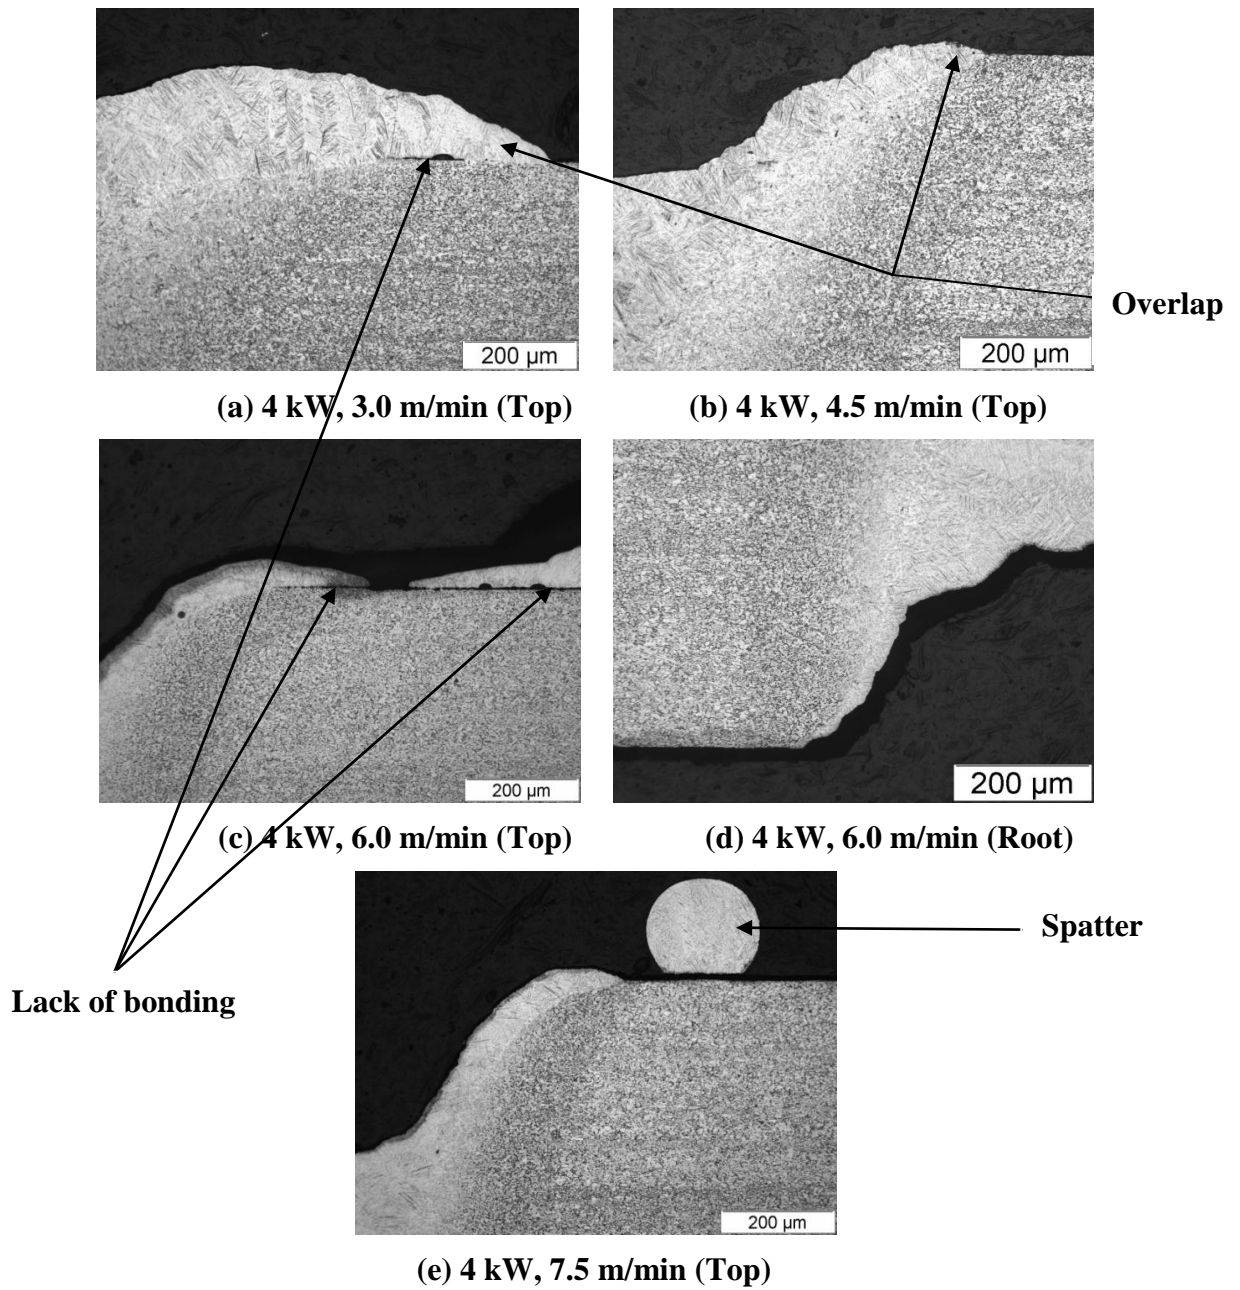 200 µm
200 µm
Overlap
(a) 4 kW, 3.0 m/min (Top)
(b) 4 kW, 4.5 m/min (Top)
200 µm
200 µm
(c) 4 kW, 6.0 m/min (Top)
(d) 4 kW, 6.0 m/min (Root)
Spatter
Lack of bonding
200 µm
(e) 4 kW, 7.5 m/min (Top)